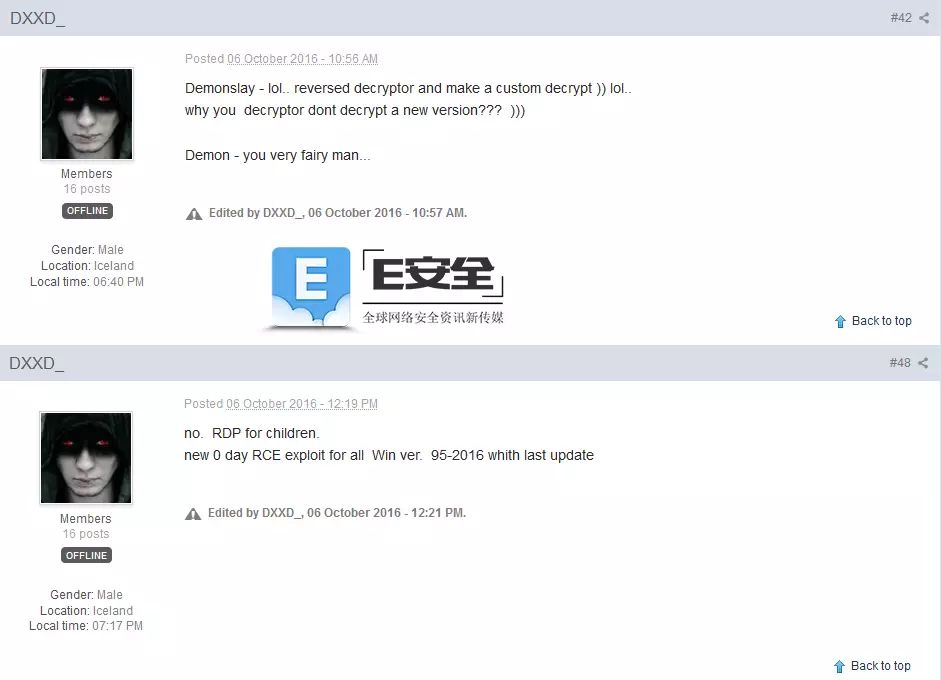 DXXD_
#42
Posted 06 October 2016 - 10:56 AM
Demonslay - lol.. reversed decryptor and make a custom decrypt )) lol..
why you  decryptor dont decrypt a new version???  )))
Demon - you very fairy man...
Members
16 posts
OFFLINE
Edited by DXXD_, 06 October 2016 - 10:57 AM.
Gender: Male
Location: Iceland
Local time: 06:40 PM
E
E安全
全球网络安全资讯新传媒
Back to top
DXXD_
#48
Posted 06 October 2016 - 12:19 PM
no.  RDP for children.
new 0 day RCE exploit for all  Win ver.  95-2016 whith last update
Members
16 posts
OFFLINE
Edited by DXXD_, 06 October 2016 - 12:21 PM.
Gender: Male
Location: Iceland
Local time: 07:17 PM
Back to top